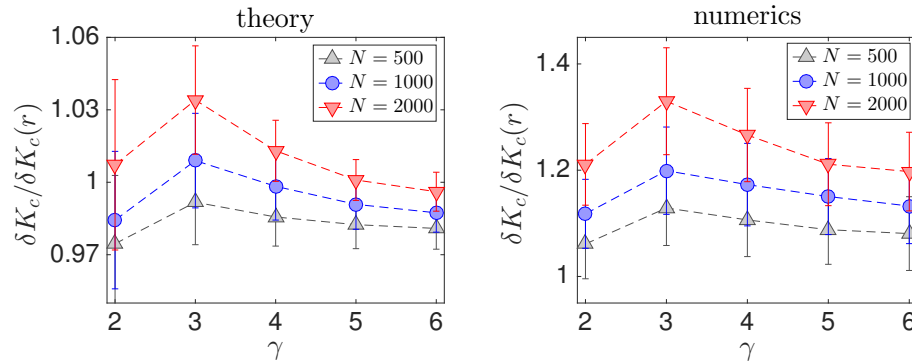 theory
1.06
1.03
1
0.97
δK_c/δK_c(r)
2 3 4 5 6
γ
N = 500
N = 1000
N = 2000
numerics
1.4
1.2
1
δK_c/δK_c(r)
2 3 4 5 6
γ
N = 500
N = 1000
N = 2000